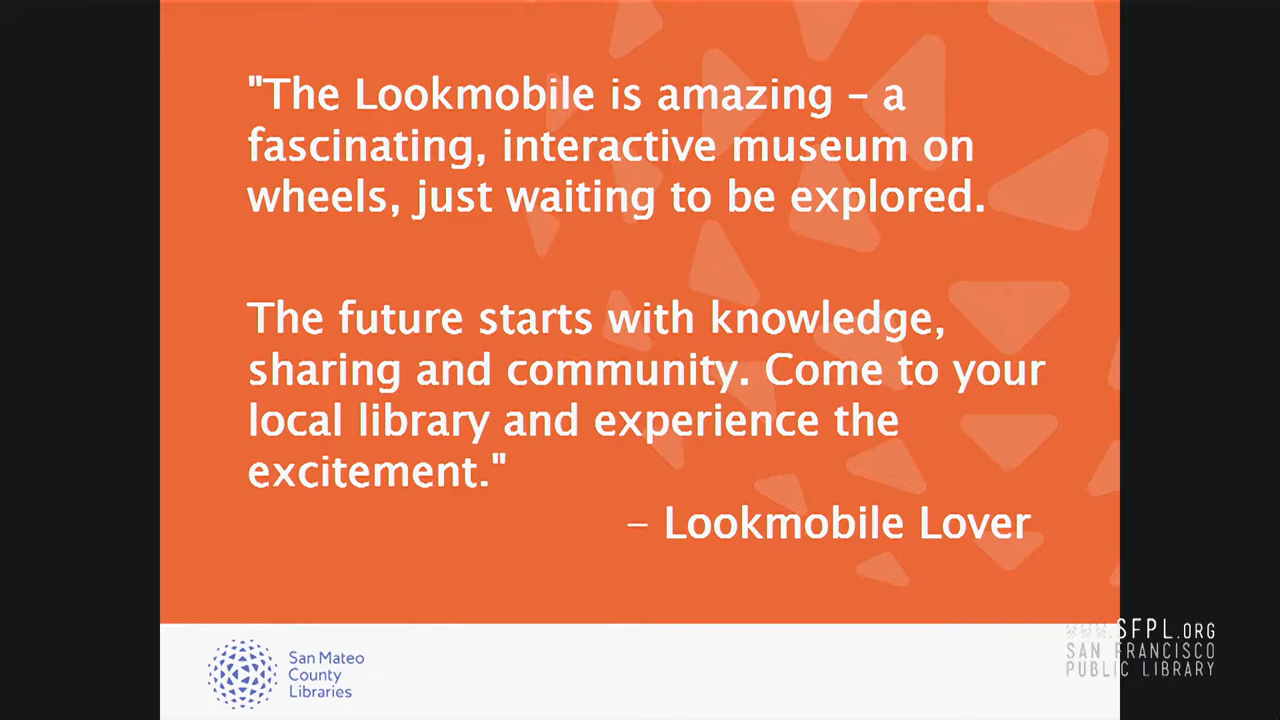 "The Lookmobile is amazing – a
fascinating, interactive museum on
wheels, just waiting to be explored.
The future starts with knowledge,
sharing and community. Come to your
local library and experience the
excitement."
– Lookmobile Lover
San Mateo
County
Libraries
www.SFPL.ORG
SAN FRANCISCO
PUBLIC LIBRARY